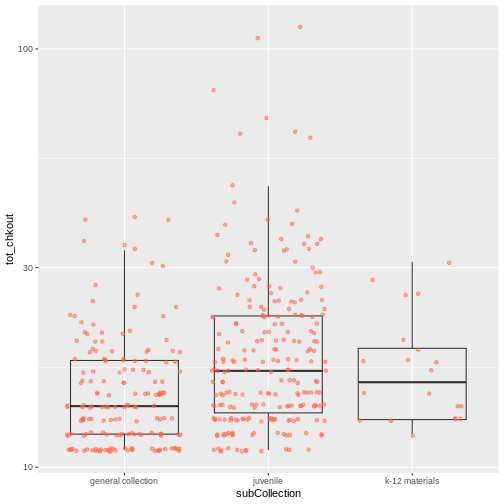 100
30
10
tot_chkout
general collection
juvenile
k-12 materials
subCollection